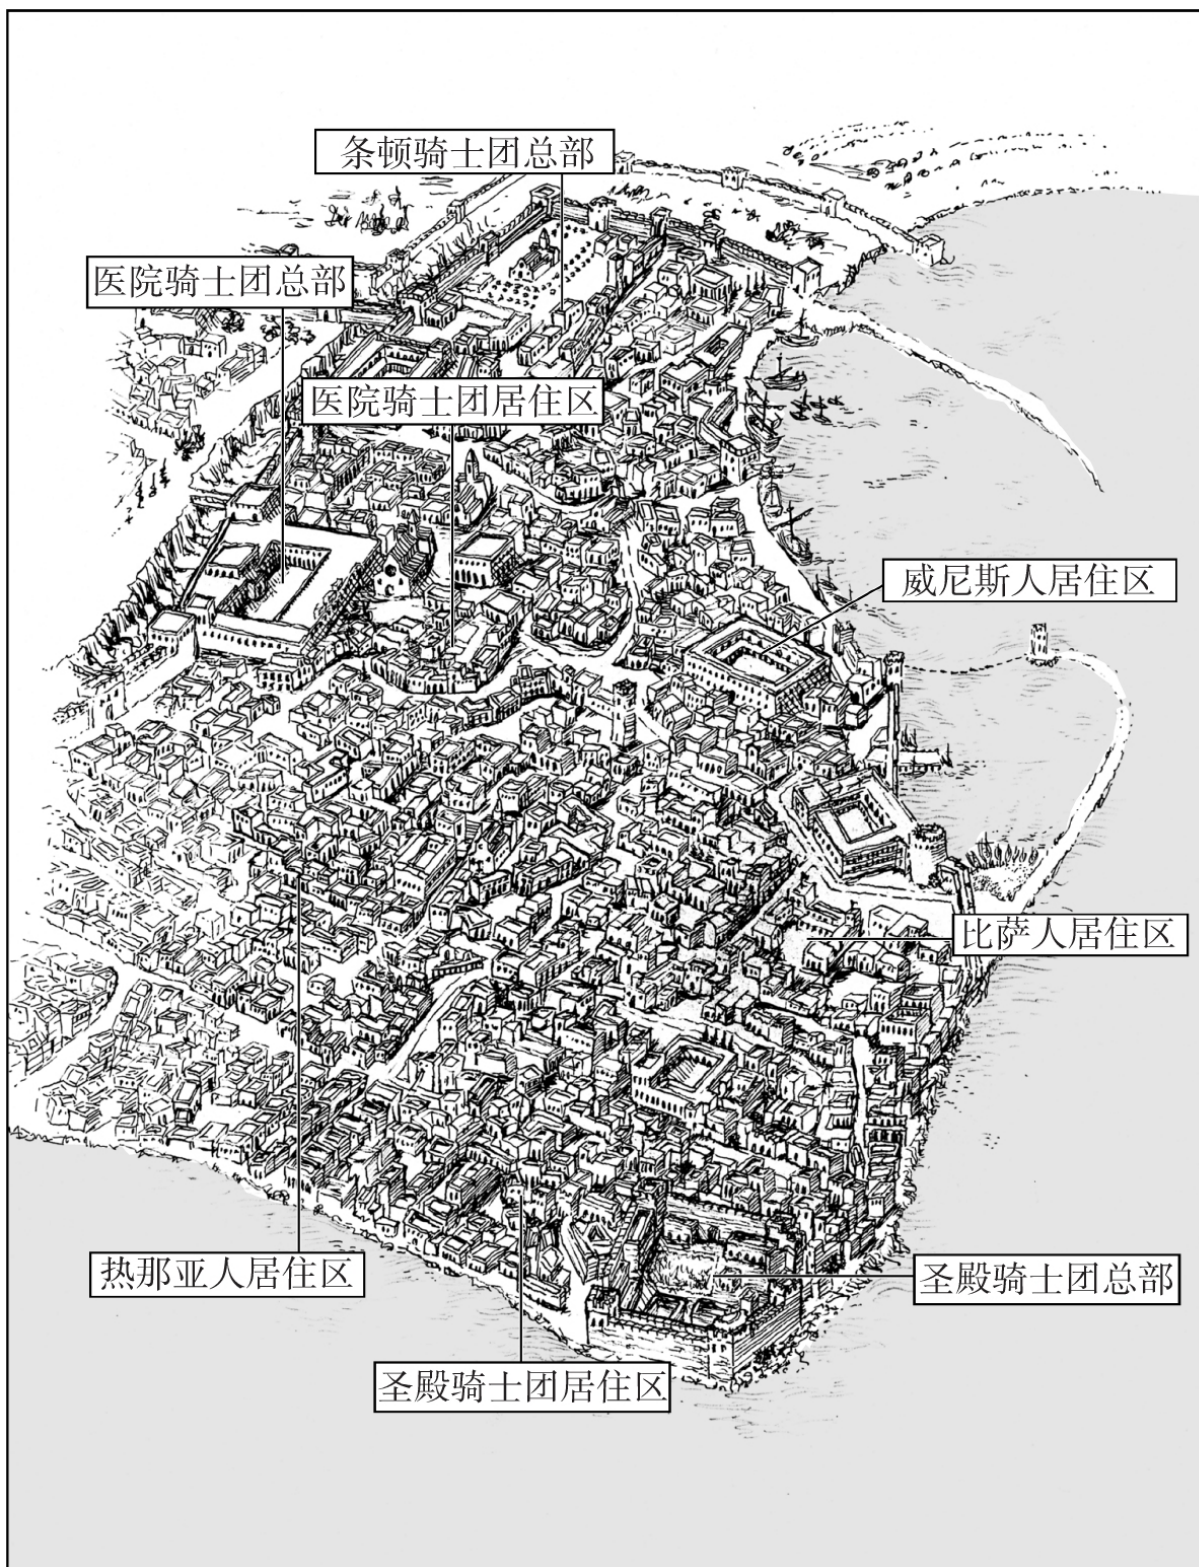 条顿骑士团总部
医院骑士团总部
医院骑士团居住区
威尼斯人居住区
比萨人居住区
热那亚人居住区
圣殿骑士团总部
圣殿骑士团居住区